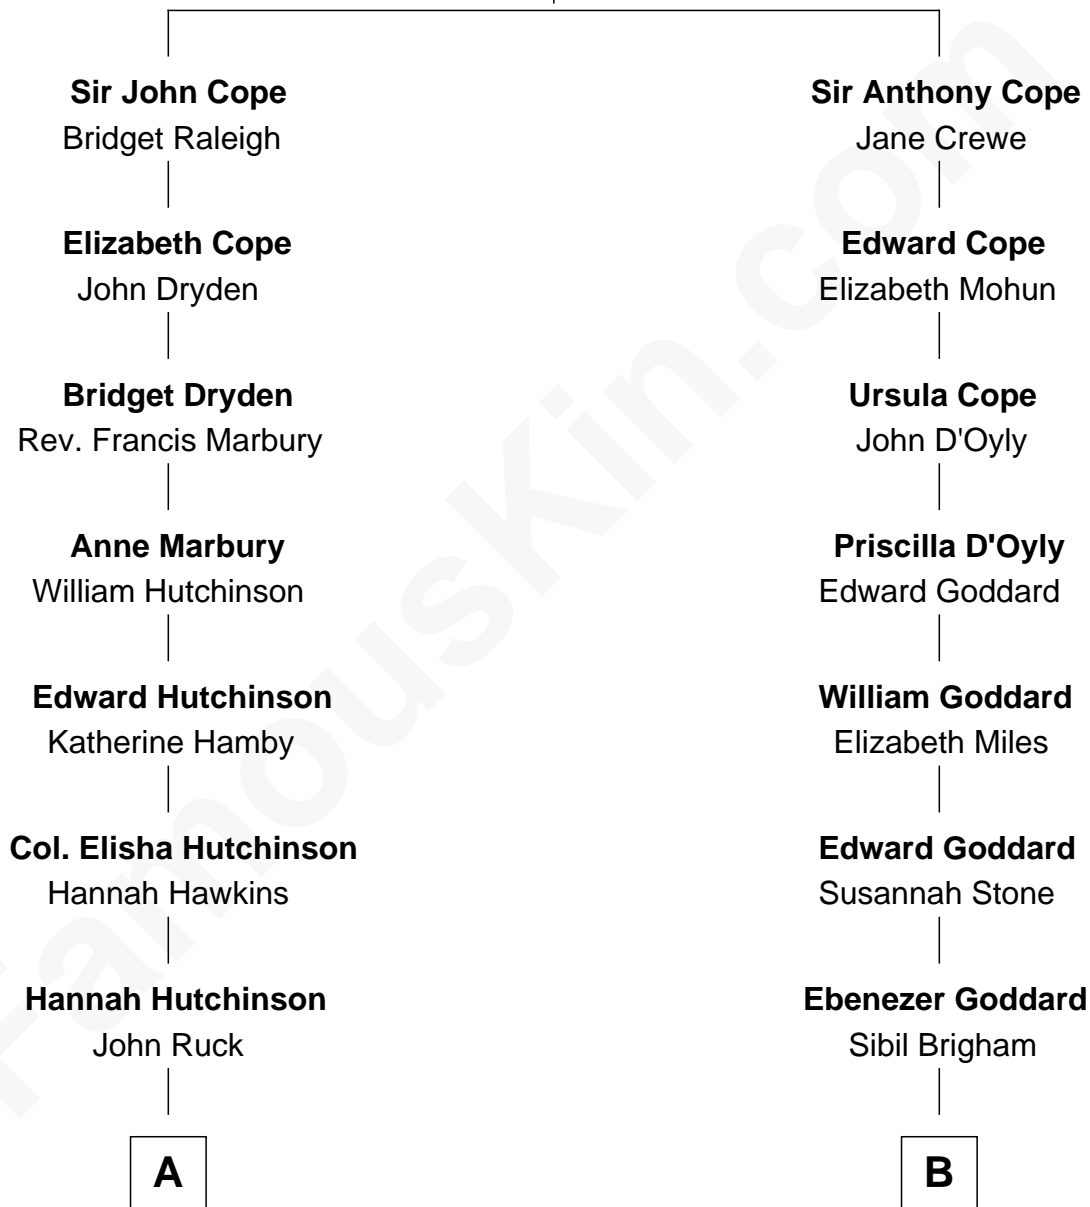 Sir John Cope
Bridget Raleigh
Sir Anthony Cope
Jane Crewe
Elizabeth Cope
John Dryden
Edward Cope
Elizabeth Mohun
Bridget Dryden
Rev. Francis Marbury
Ursula Cope
John D'Oyly
Anne Marbury
William Hutchinson
Priscilla D'Oyly
Edward Goddard
Edward Hutchinson
Katherine Hamby
William Goddard
Elizabeth Miles
Col. Elisha Hutchinson
Hannah Hawkins
Edward Goddard
Susannah Stone
Hannah Hutchinson
John Ruck
Ebenezer Goddard
Sibil Brigham
A
B
FamousKin.com